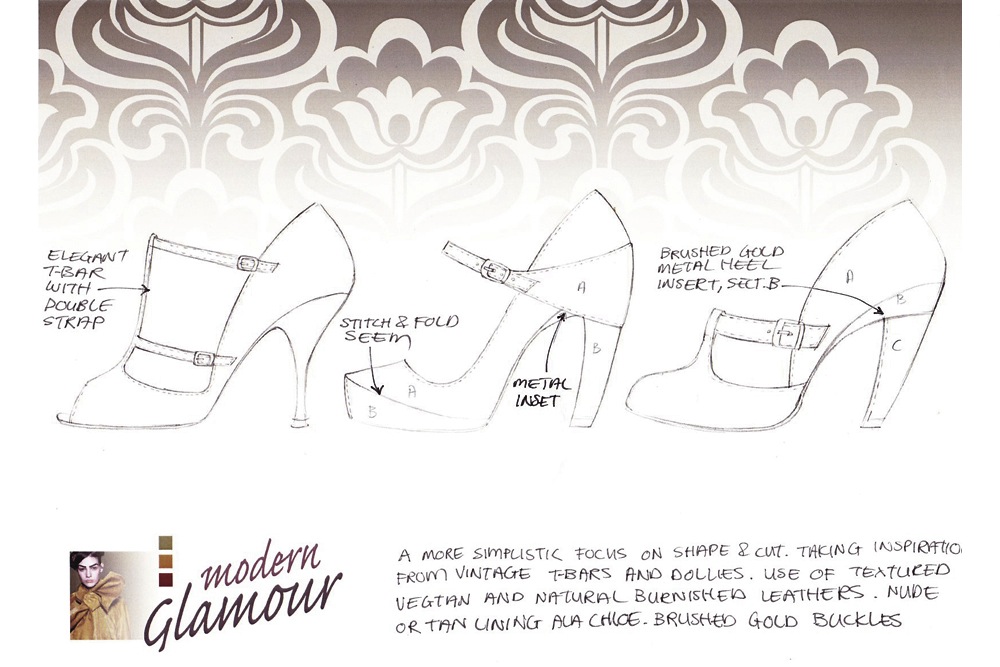 ELEGANT
T-BAR
WITH
DOUBLE
STRAP
STITCH & FOLD
SEEM
A
B
METAL
INSET
A
B
BRUSHED GOLD
METAL HEEL
INSERT, SECT.B
A
B
C
modern
Glamour
A MORE SIMPLISTIC FOCUS ON SHAPE & CUT. TAKING INSPIRATIO
FROM VINTAGE T-BARS AND DOLLIES. USE OF TEXTURED
VEGTAN AND NATURAL BURNISHED LEATHERS. NUDE
OR TAN LINING ALA CHLOE. BRUSHED GOLD BUCKLES